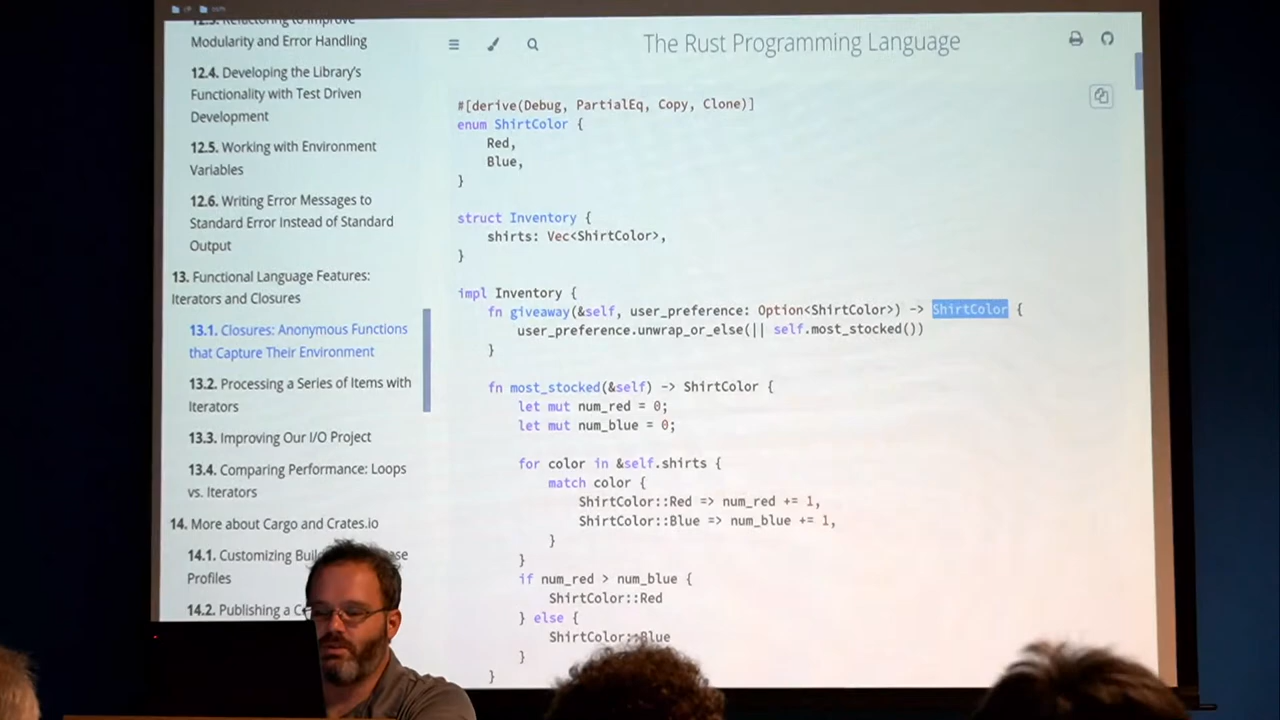 12.3. Refactoring to Improve
Modularity and Error Handling
12.4. Developing the Library's
Functionality with Test Driven
Development
12.5. Working with Environment
Variables
12.6. Writing Error Messages to
Standard Error Instead of Standard
Output
13. Functional Language Features:
Iterators and Closures
13.1. Closures: Anonymous Functions
that Capture Their Environment
13.2. Processing a Series of Items with
Iterators
13.3. Improving Our I/O Project
13.4. Comparing Performance: Loops
vs. Iterators
14. More about Cargo and Crates.io
14.1. Customizing
Profiles
14.2. Publishing a
The Rust Programming Language
#[derive(Debug, PartialEq, Copy, Clone)]
enum ShirtColor {
Red,
Blue,
}
struct Inventory {
shirts: Vec<ShirtColor>,
}
impl Inventory {
fn giveaway(&self, user_preference: Option<ShirtColor>) -> ShirtColor {
user_preference.unwrap_or_else(|| self.most_stocked())
}
fn most_stocked(&self) -> ShirtColor {
let mut num_red = 0;
let mut num_blue = 0;
for color in &self.shirts {
match color {
ShirtColor::Red => num_red += 1,
ShirtColor::Blue => num_blue += 1,
}
}
if num_red > num_blue {
ShirtColor::Red
} else {
ShirtColor::Blue
}
}